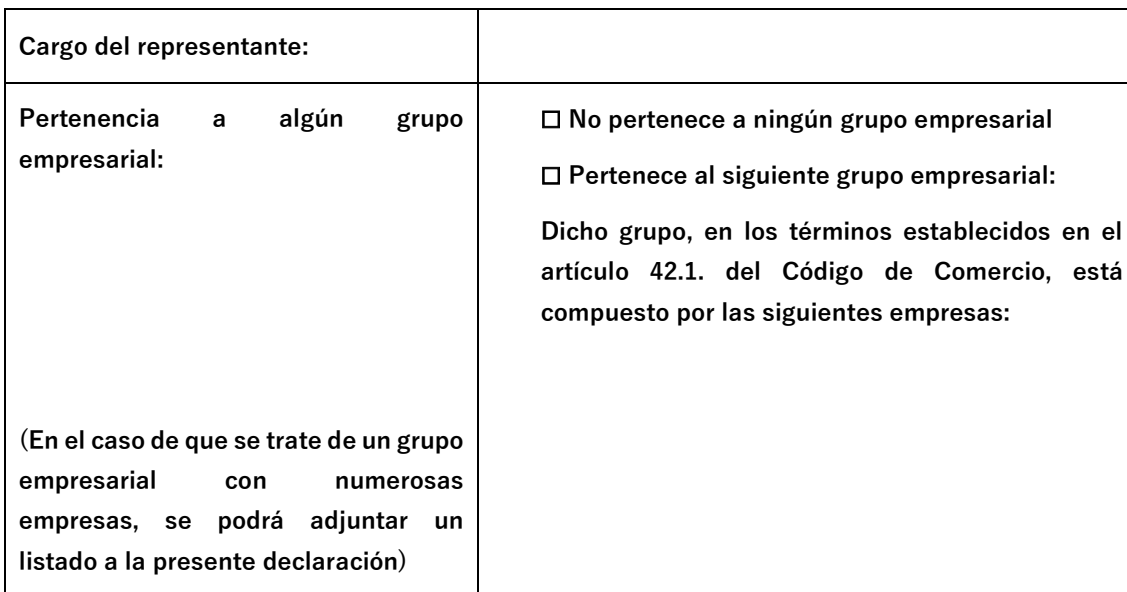 Cargo del representante:
Pertenencia a algún grupo
empresarial:
(En el caso de que se trate de un grupo
empresarial con numerosas
empresas, se podrá adjuntar un
listado a la presente declaración)
☐ No pertenece a ningún grupo empresarial
☐ Pertenece al siguiente grupo empresarial:
Dicho grupo, en los términos establecidos en el
artículo 42.1. del Código de Comercio, está
compuesto por las siguientes empresas: